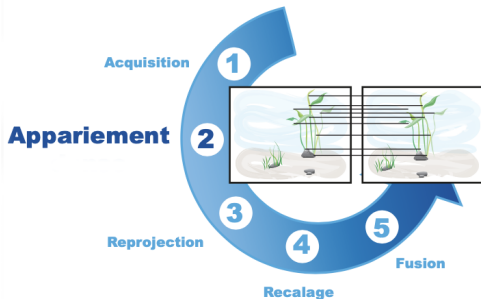 Acquisition
1
Appariement
2
3
Reprojection
4
Recalage
5
Fusion